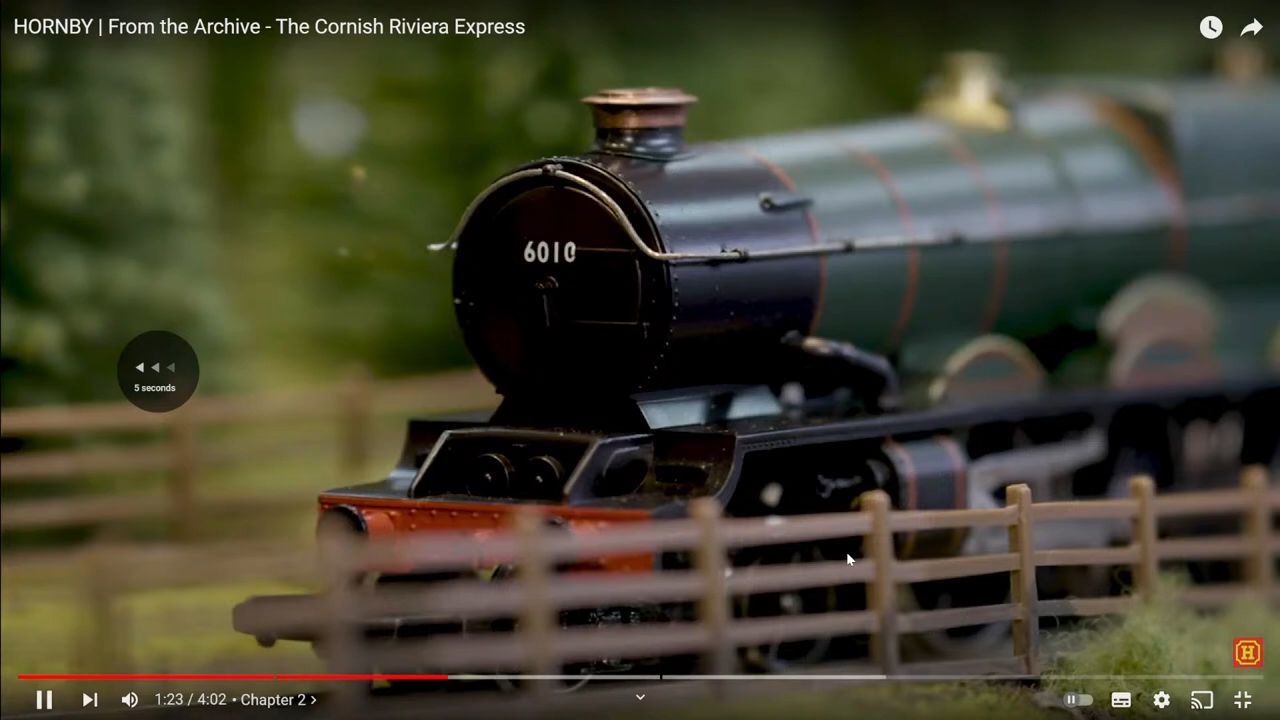 HORNBY | From the Archive - The Cornish Riviera Express
6010
5 seconds
1:23 / 4:02 • Chapter 2 >
H